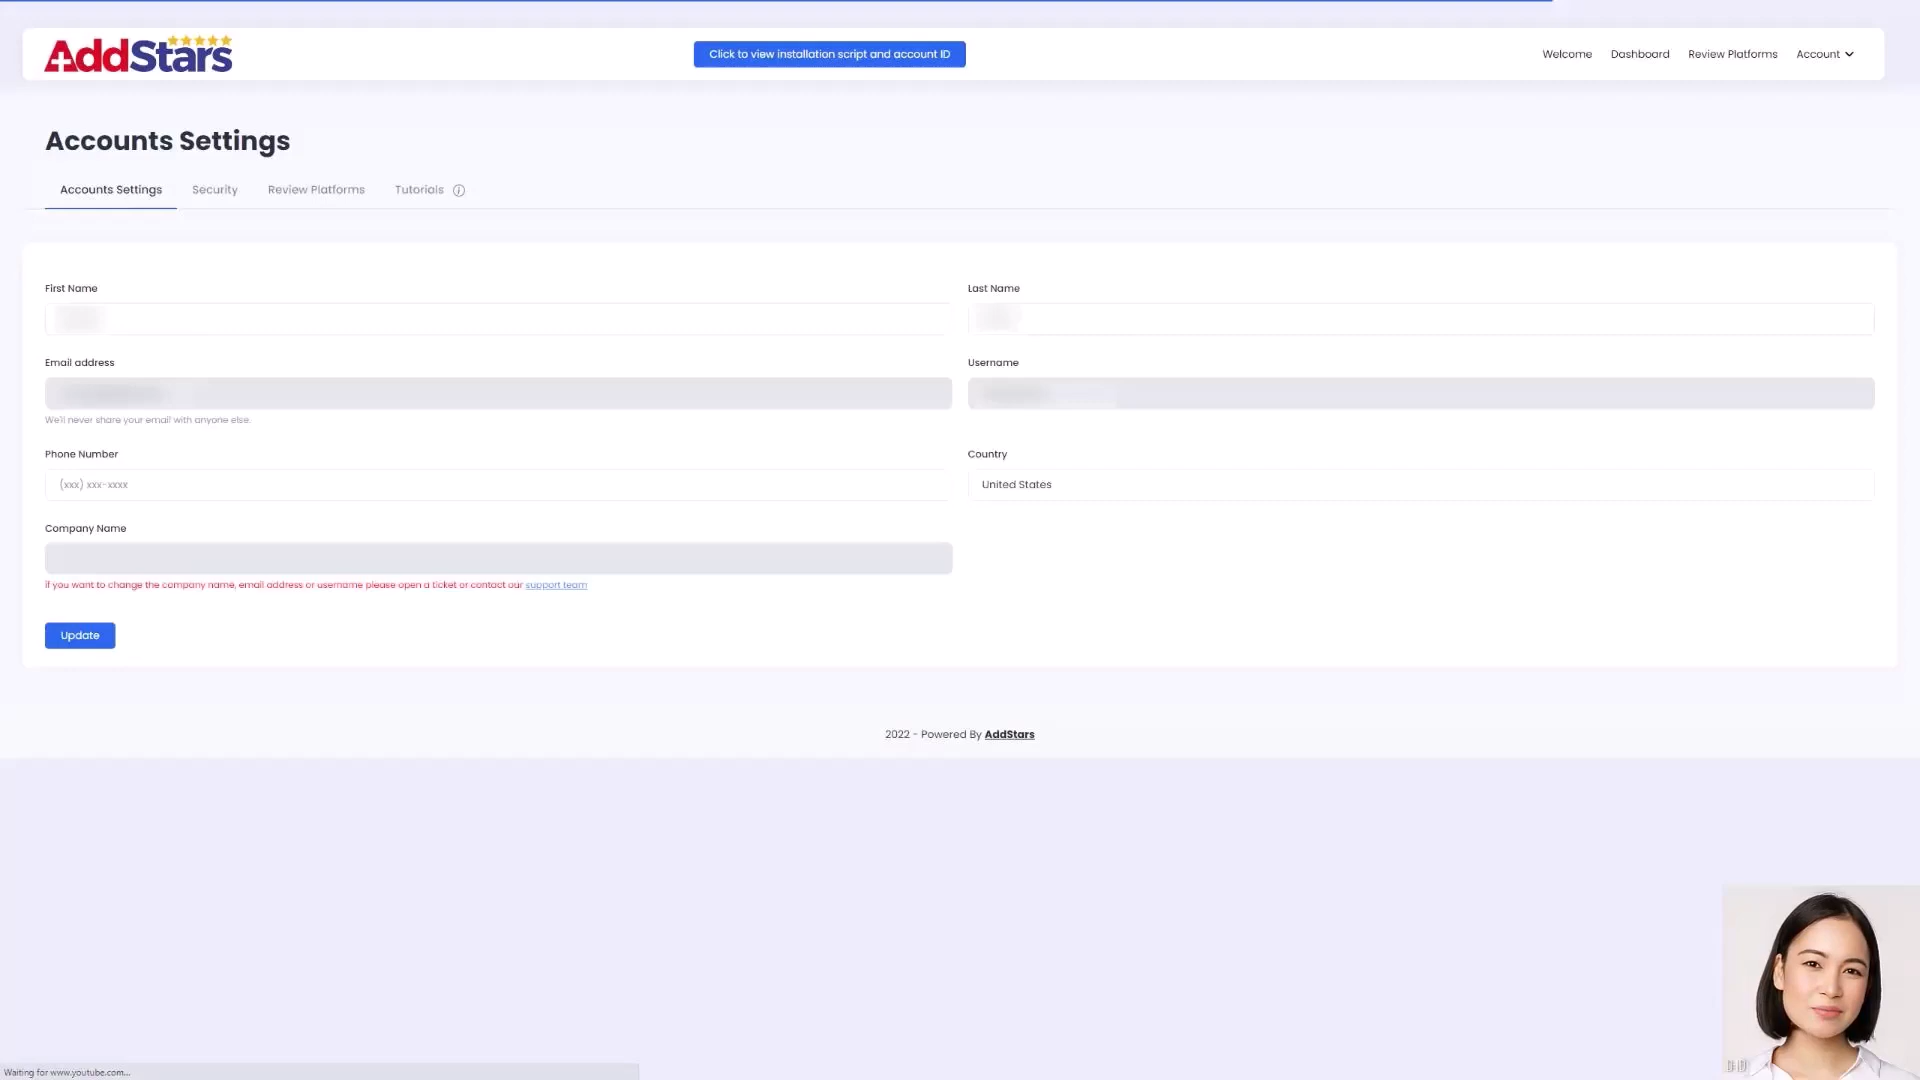 AddStars
Click to view installation script and account ID
Welcome
Dashboard
Review Platforms
Account
Accounts Settings
Accounts Settings
Security
Review Platforms
Tutorials
First Name
Last Name
Email address
Username
We'll never share your email with anyone else.
Phone Number
Country
(xxx) xxx-xxxx
United States
Company Name
if you want to change the company name, email address or username please open a ticket or contact our support team
Update
2022 - Powered By AddStars
Waiting for www.youtube.com...